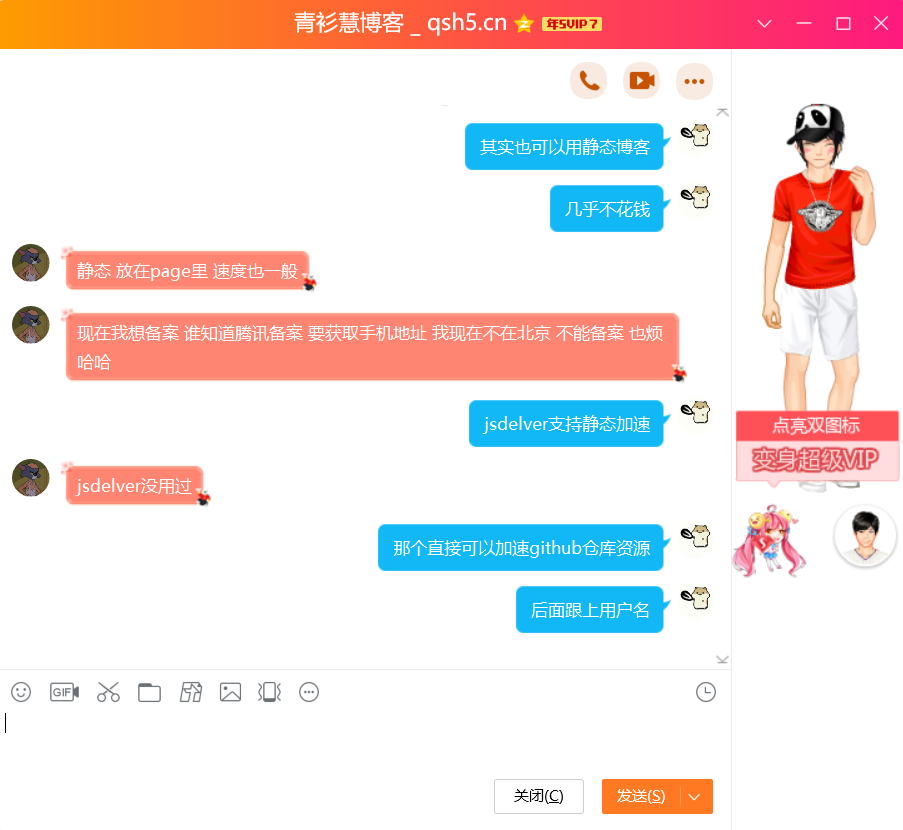 青衫慧博客 _ qsh5.cn
年SVIP 7
其实也可以用静态博客
几乎不花钱
静态 放在page里 速度也一般
现在我想备案 谁知道腾讯备案 要获取手机地址 我现在不在北京 不能备案 也烦
哈哈
jsdelver支持静态加速
jsdelver没用过
那个直接可以加速github仓库资源
后面跟上用户名
点亮双图标
变身超级VIP
GIF
关闭(C)
发送(S)